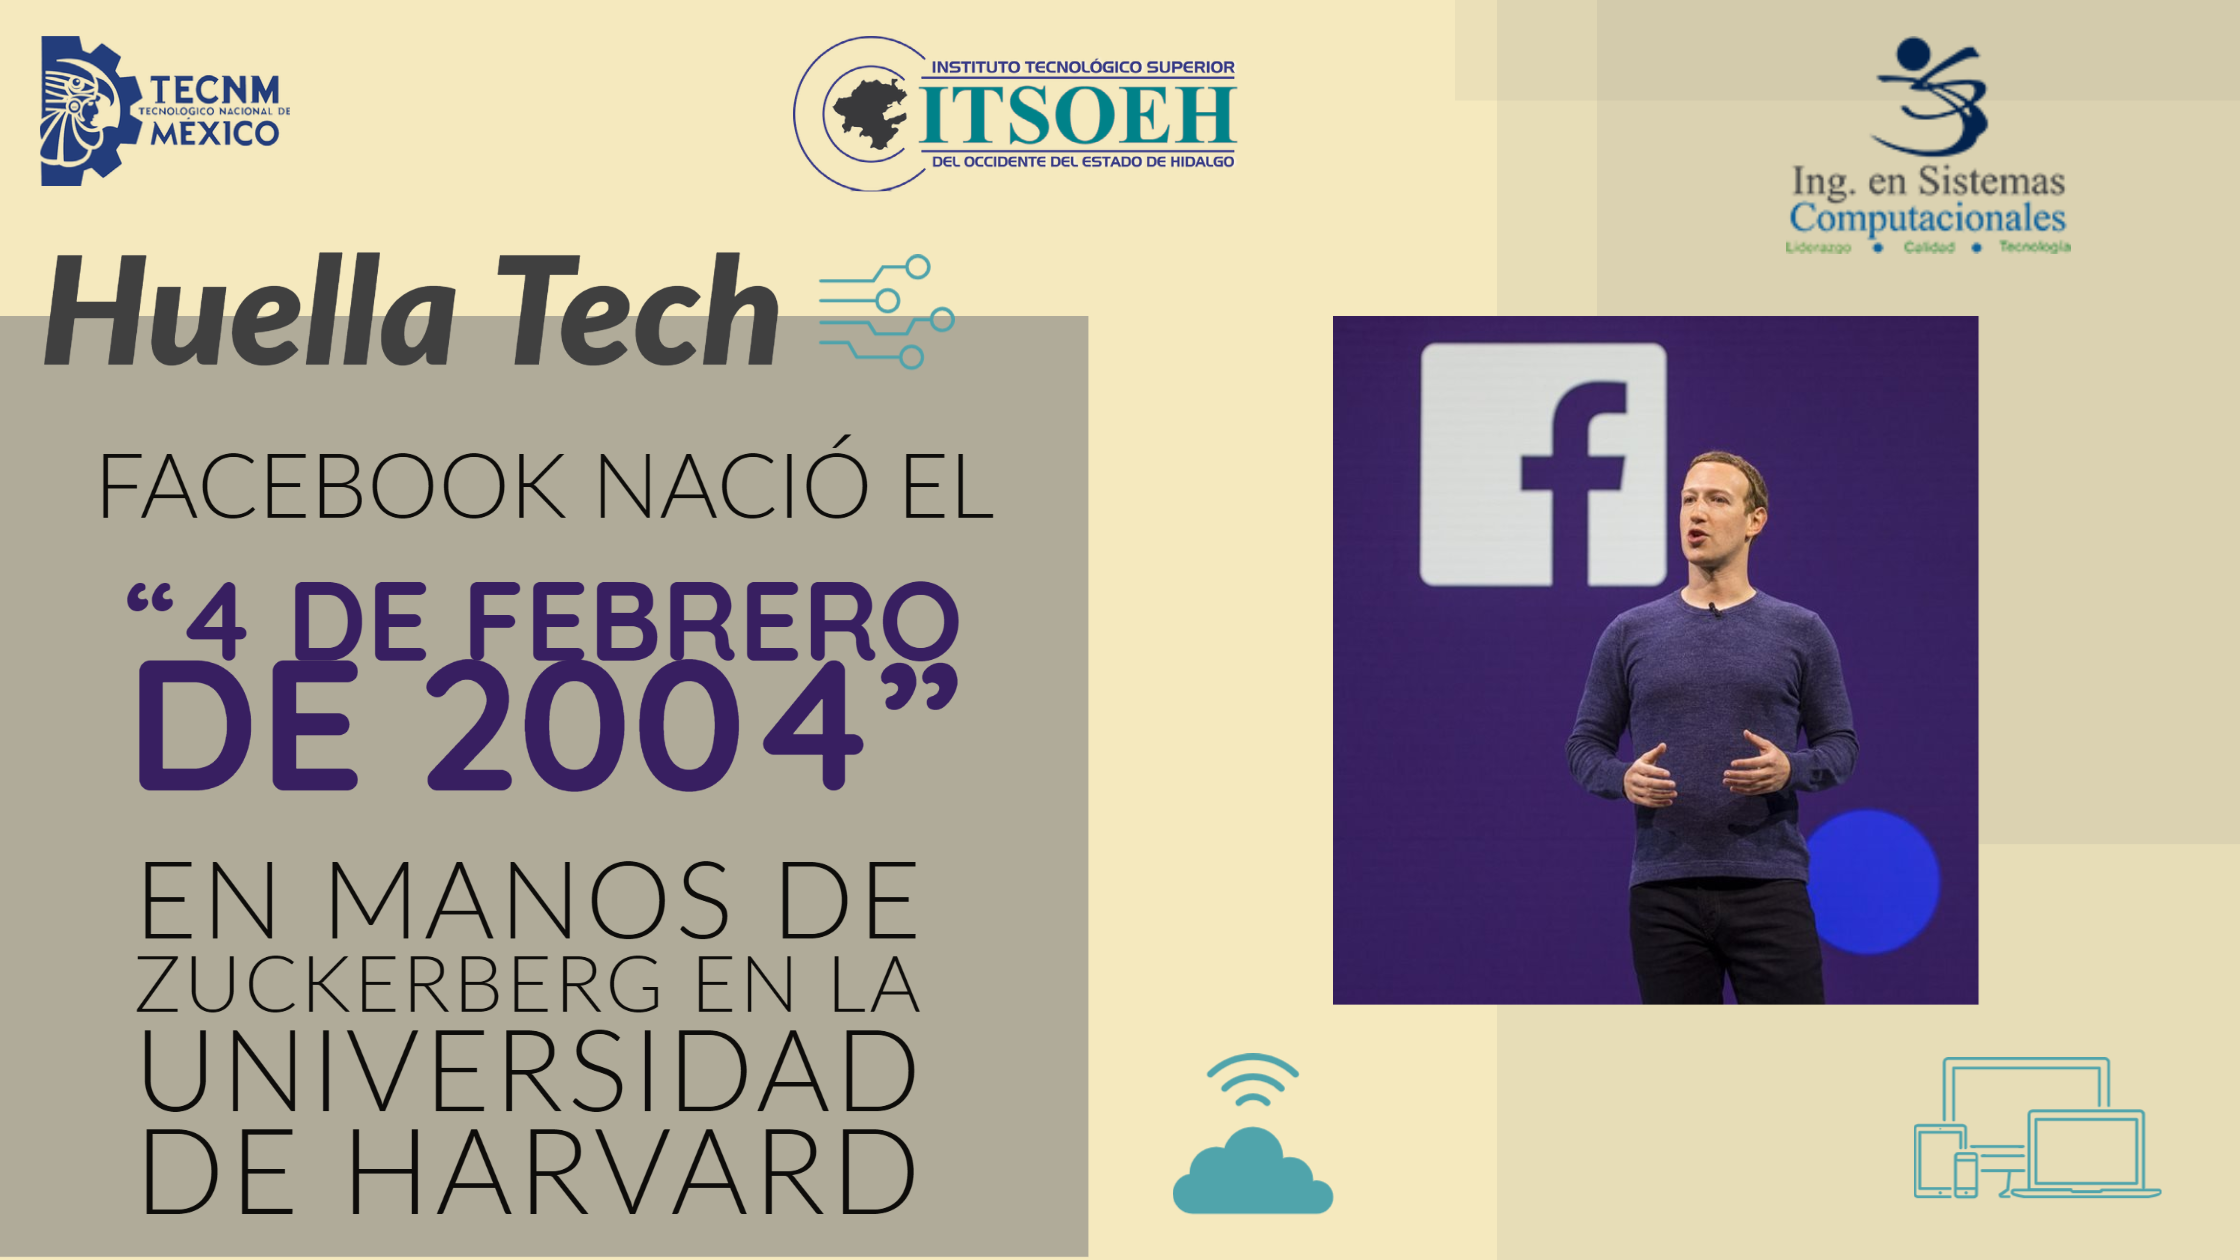 TECNM
TECNOLÓGICO NACIONAL DE
MÉXICO
INSTITUTO TECNOLÓGICO SUPERIOR
ITSOEH
DEL OCCIDENTE DEL ESTADO DE HIDALGO
Ing. en Sistemas
Computacionales
Liderazgo • Calidad • Tecnología
Huella Tech
FACEBOOK NACIÓ EL
“4 DE FEBRERO
DE 2004”
EN MANOS DE
ZUCKERBERG EN LA
UNIVERSIDAD
DE HARVARD
f